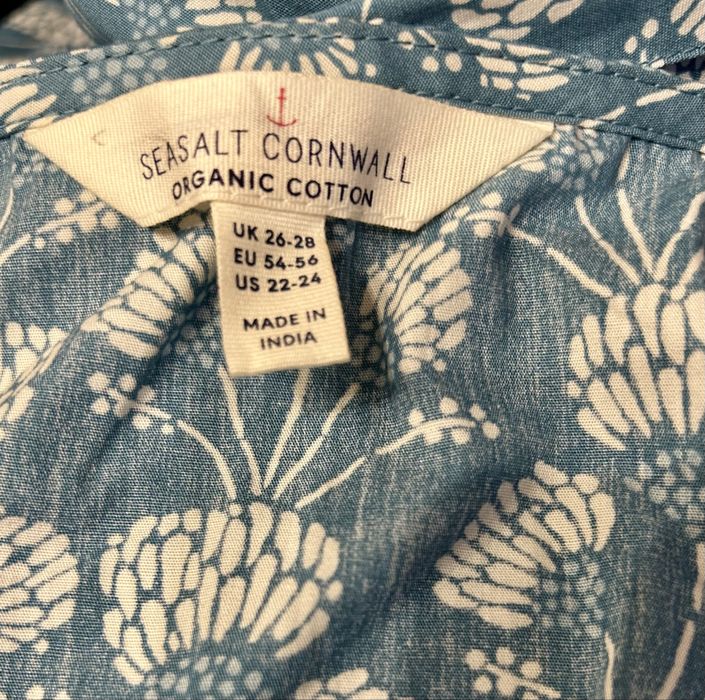 SEASALT CORNWALL
ORGANIC COTTON
UK 26-28
EU 54-56
US 22-24
MADE IN
INDIA